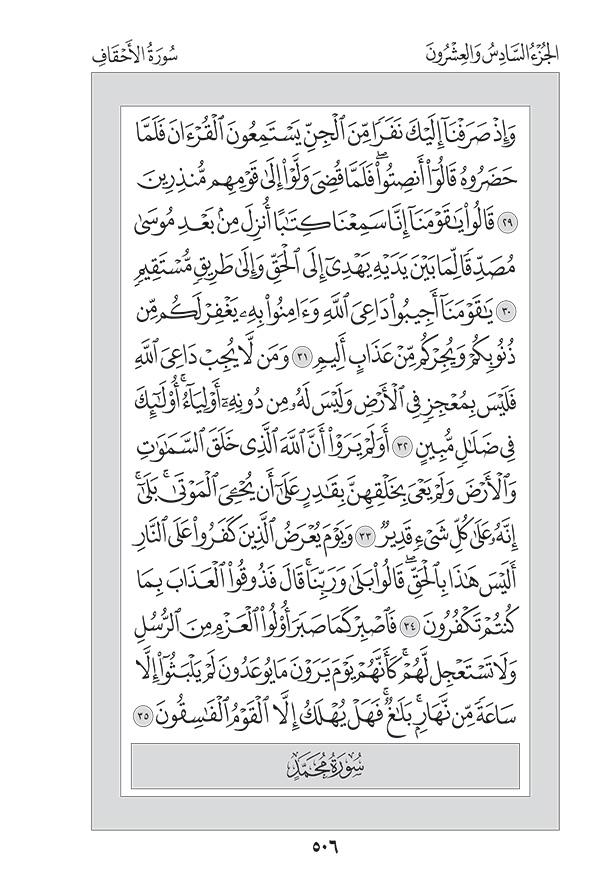 الجُزْءُ السَّادِسُ وَالعِشْرُونَ
سُورَةُ الأَحْقَافِ
وَإِذْ صَرَفْنَآ إِلَيْكَ نَفَرًا مِّنَ ٱلْجِنِّ يَسْتَمِعُونَ ٱلْقُرْءَانَ فَلَمَّا
حَضَرُوهُ قَالُوٓا۟ أَنصِتُوا۟ ۖ فَلَمَّا قُضِىَ وَلَّوْا۟ إِلَىٰ قَوْمِهِم مُّنذِرِينَ
٢٩ قَالُوا۟ يَٰقَوْمَنَآ إِنَّا سَمِعْنَا كِتَٰبًا أُنزِلَ مِنۢ بَعْدِ مُوسَىٰ
مُصَدِّقًا لِّمَا بَيْنَ يَدَيْهِ يَهْدِىٓ إِلَى ٱلْحَقِّ وَإِلَىٰ طَرِيقٍ مُّسْتَقِيمٍ
٣٠ يَٰقَوْمَنَآ أَجِيبُوا۟ دَاعِىَ ٱللَّهِ وَءَامِنُوا۟ بِهِۦ يَغْفِرْ لَكُم مِّن
ذُنُوبِكُمْ وَيُجِرْكُم مِّنْ عَذَابٍ أَلِيمٍ ٣١ وَمَن لَّا يُجِبْ دَاعِىَ ٱللَّهِ
فَلَيْسَ بِمُعْجِزٍ فِى ٱلْأَرْضِ وَلَيْسَ لَهُۥ مِن دُونِهِۦٓ أَوْلِيَآءُ ۚ أُو۟لَٰٓئِكَ
فِى ضَلَٰلٍ مُّبِينٍ ٣٢ أَوَلَمْ يَرَوْا۟ أَنَّ ٱللَّهَ ٱلَّذِى خَلَقَ ٱلسَّمَٰوَٰتِ
وَٱلْأَرْضَ وَلَمْ يَعْىَ بِخَلْقِهِنَّ بِقَٰدِرٍ عَلَىٰٓ أَن يُحْۦِىَ ٱلْمَوْتَىٰ ۚ بَلَىٰٓ
إِنَّهُۥ عَلَىٰ كُلِّ شَىْءٍ قَدِيرٌ ٣٣ وَيَوْمَ يُعْرَضُ ٱلَّذِينَ كَفَرُوا۟ عَلَى ٱلنَّارِ
أَلَيْسَ هَٰذَا بِٱلْحَقِّ ۖ قَالُوا۟ بَلَىٰ وَرَبِّنَا ۚ قَالَ فَذُوقُوا۟ ٱلْعَذَابَ بِمَا
كُنتُمْ تَكْفُرُونَ ٣٤ فَٱصْبِرْ كَمَا صَبَرَ أُو۟لُوا۟ ٱلْعَزْمِ مِنَ ٱلرُّسُلِ
وَلَا تَسْتَعْجِل لَّهُمْ ۚ كَأَنَّهُمْ يَوْمَ يَرَوْنَ مَا يُوعَدُونَ لَمْ يَلْبَثُوٓا۟ إِلَّا
سَاعَةً مِّن نَّهَارٍۭ ۚ بَلَٰغٌ ۚ فَهَلْ يُهْلَكُ إِلَّا ٱلْقَوْمُ ٱلْفَٰسِقُونَ ٣٥
سُورَةُ مُحَمَّدٍ
٥٠٦